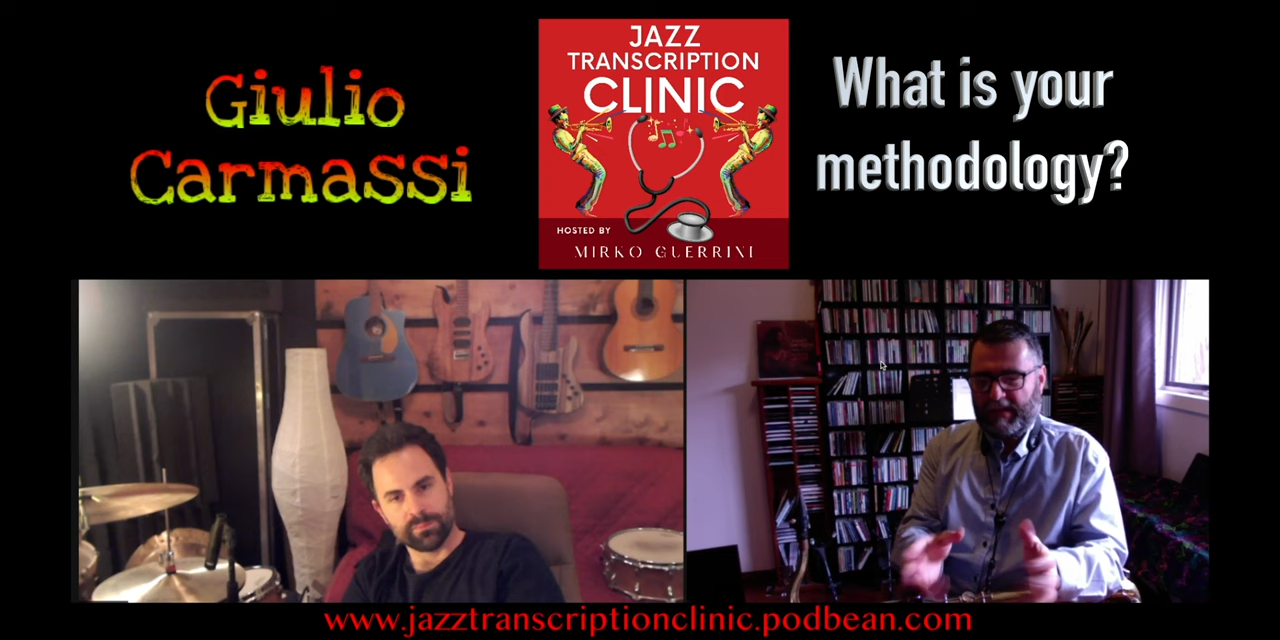 Giulio
Carmassi
JAZZ
TRANSCRIPTION
CLINIC
HOSTED BY
MIRKO GUERRINI
What is your
methodology?
www.jazztranscriptionclinic.podbean.com